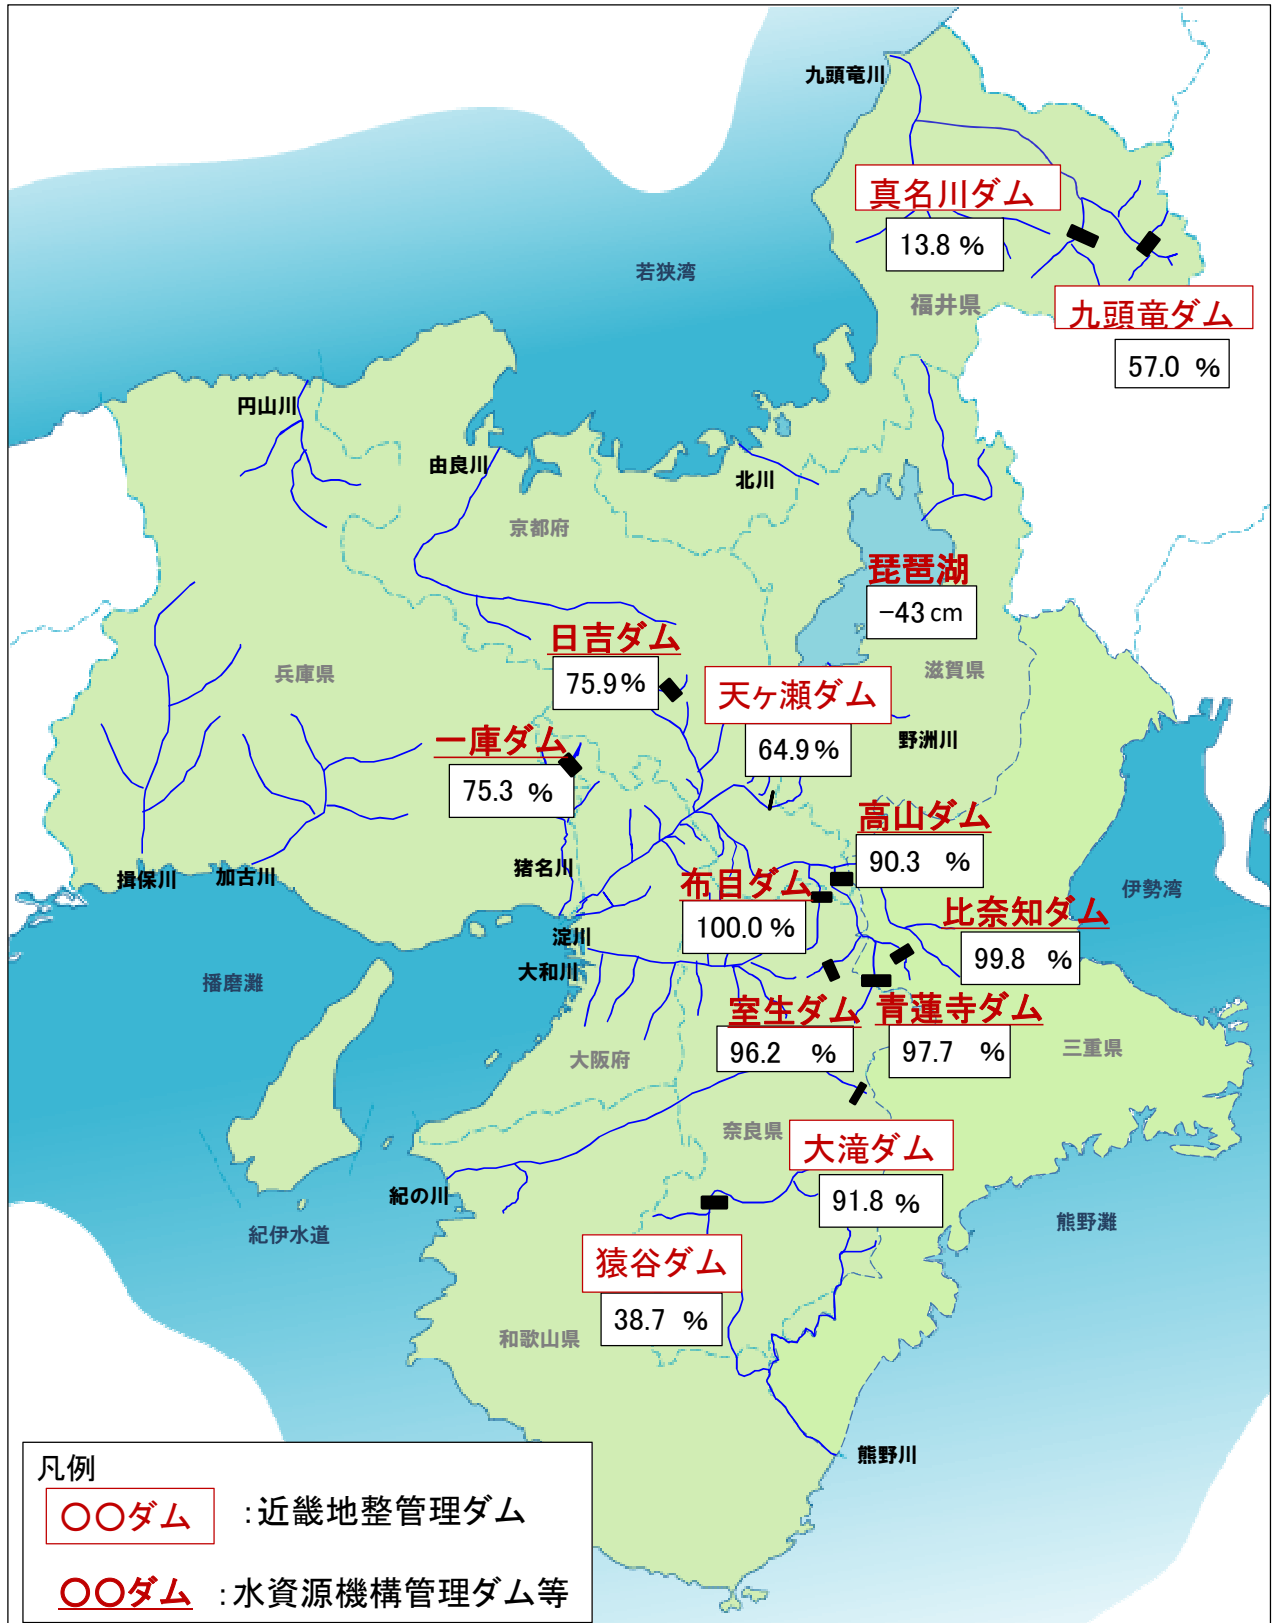 九頭竜川
真名川ダム
13.8 %
若狭湾
福井県
九頭竜ダム
57.0 %
円山川
由良川
北川
京都府
琵琶湖
-43 cm
日吉ダム
75.9%
兵庫県
滋賀県
天ヶ瀬ダム
64.9%
野洲川
一庫ダム
75.3 %
高山ダム
90.3 %
猪名川
揖保川
加古川
布目ダム
100.0 %
伊勢湾
比奈知ダム
99.8 %
淀川
大和川
播磨灘
室生ダム
96.2 %
青蓮寺ダム
97.7 %
三重県
大阪府
奈良県
大滝ダム
91.8 %
紀の川
紀伊水道
熊野灘
猿谷ダム
38.7 %
和歌山県
熊野川
凡例
〇〇ダム :近畿地整管理ダム
〇〇ダム :水資源機構管理ダム等